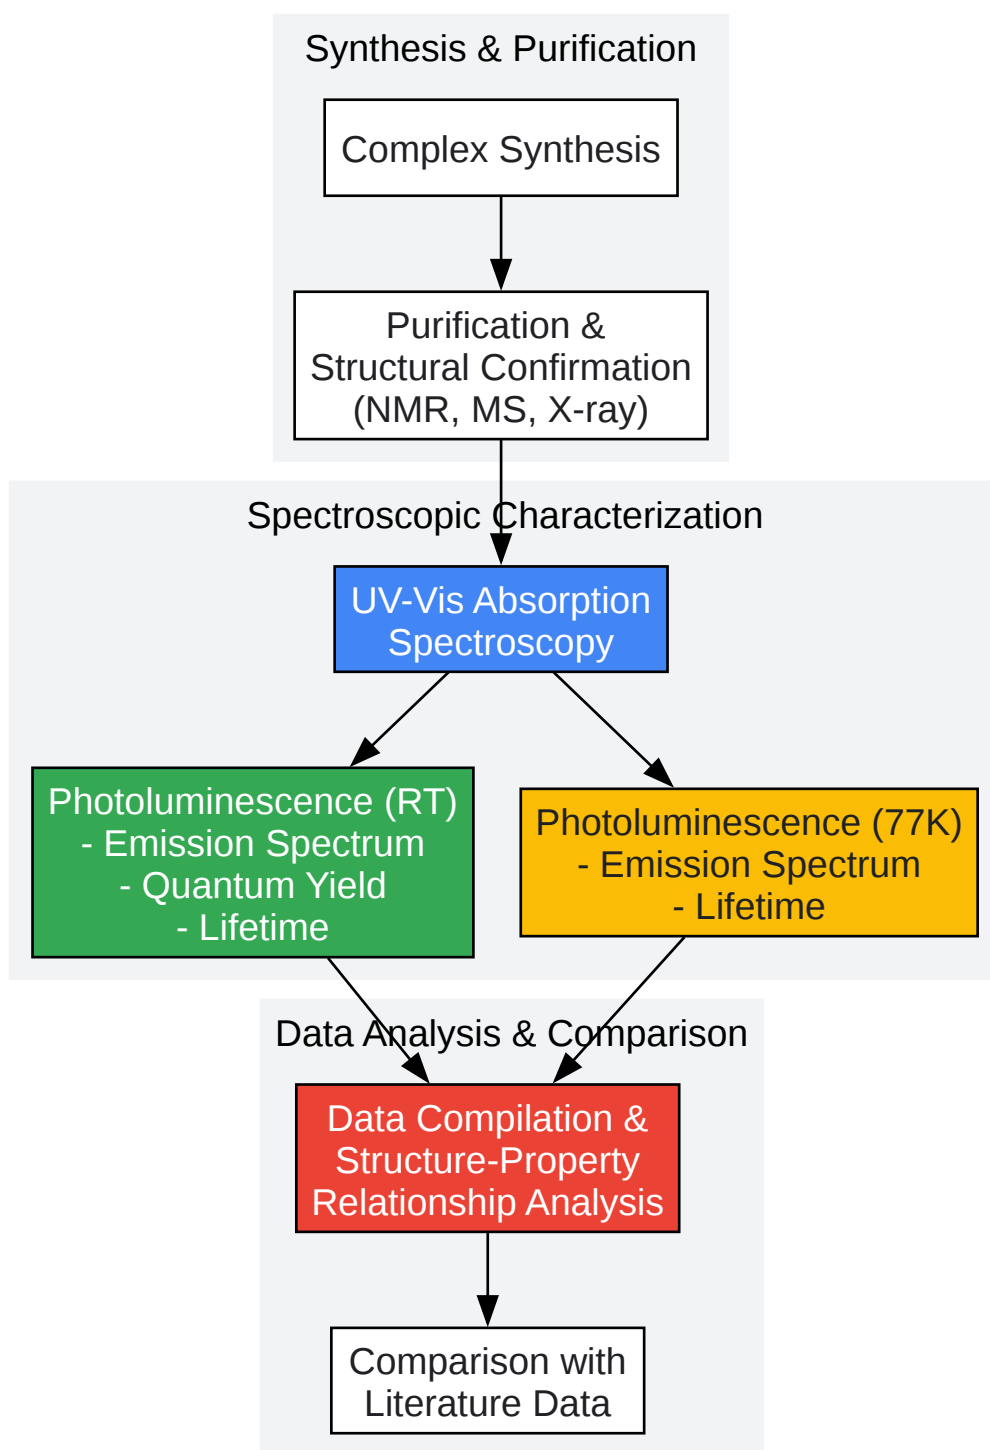 Synthesis & Purification
Complex Synthesis
Purification &
Structural Confirmation
(NMR, MS, X-ray)
Spectroscopic Characterization
UV-Vis Absorption
Spectroscopy
Photoluminescence (RT)
- Emission Spectrum
- Quantum Yield
- Lifetime
Photoluminescence (77K)
- Emission Spectrum
- Lifetime
Data Analysis & Comparison
Data Compilation &
Structure-Property
Relationship Analysis
Comparison with
Literature Data